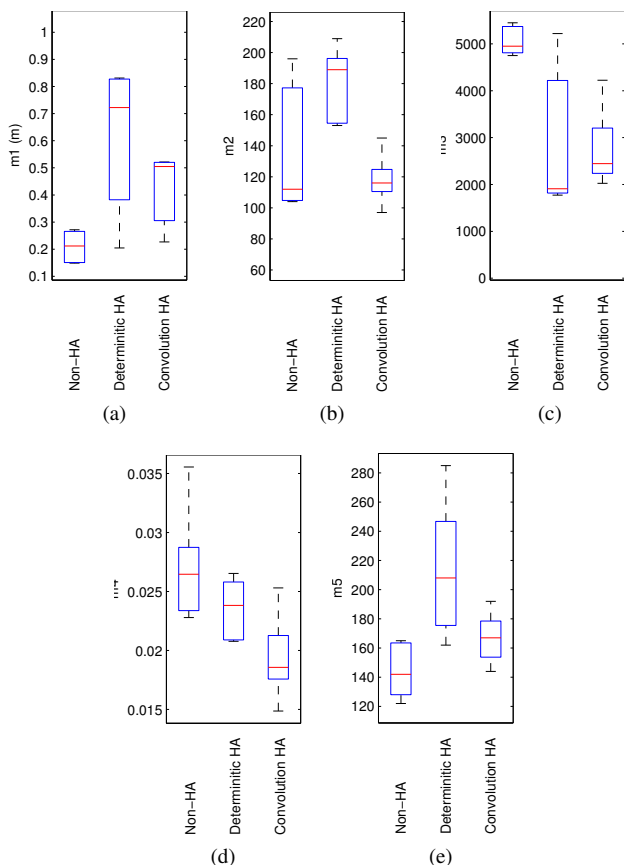 m1 (m)
1
0.9
0.8
0.7
0.6
0.5
0.4
0.3
0.2
0.1
Non−HA
Determinitic HA
Convolution HA
(a)
m2
220
200
180
160
140
120
100
80
60
Non−HA
Determinitic HA
Convolution HA
(b)
m3
5000
4000
3000
2000
1000
0
Non−HA
Determinitic HA
Convolution HA
(c)
m4
0.035
0.03
0.025
0.02
0.015
Non−HA
Determinitic HA
Convolution HA
(d)
m5
280
260
240
220
200
180
160
140
120
Non−HA
Determinitic HA
Convolution HA
(e)